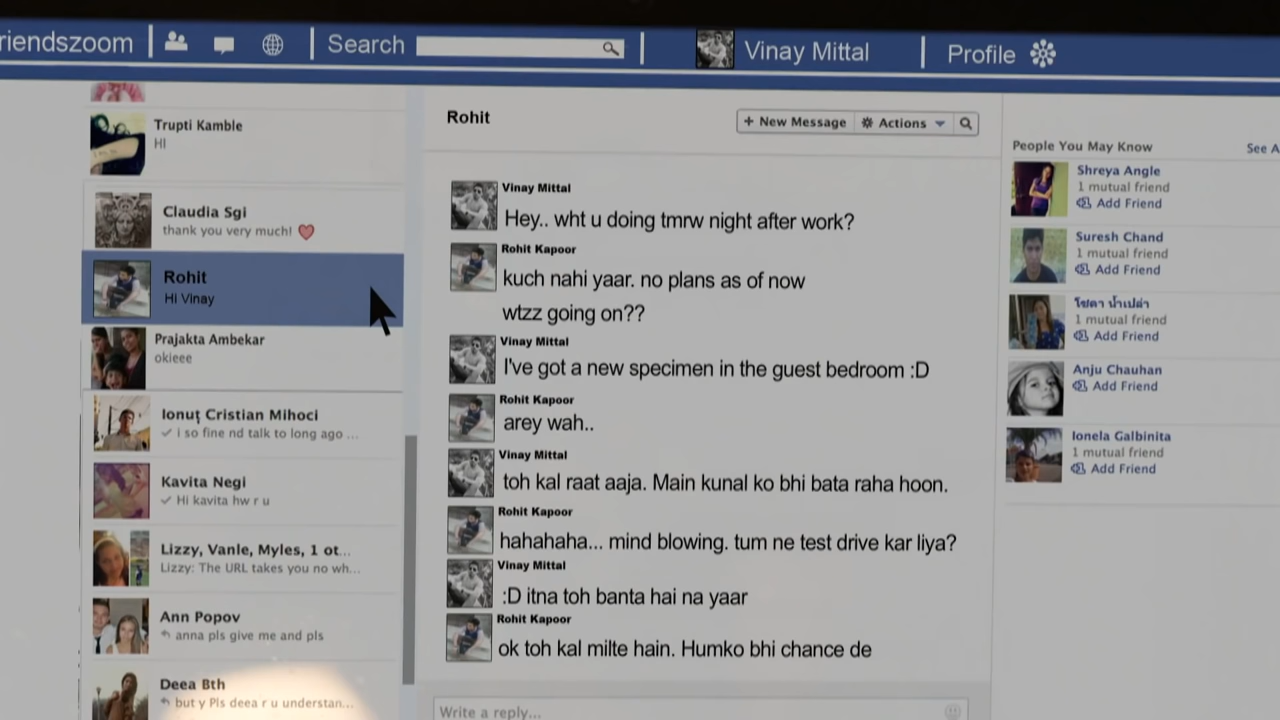 riendszoom
Search
Vinay Mittal
Profile
Trupti Kamble
HI
Claudia Sgi
thank you very much!
Rohit
Hi Vinay
Prajakta Ambekar
okieee
Ionuț Cristian Mihoci
i so fine nd talk to long ago ...
Kavita Negi
Hi kavita hw r u
Lizzy, Vanle, Myles, 1 ot...
Lizzy: The URL takes you no wh...
Ann Popov
anna pls give me and pls
Deea Bth
but y Pls deea r u understan...
Rohit
+ New Message
Actions
Vinay Mittal
Hey.. wht u doing tmrw night after work?
Rohit Kapoor
kuch nahi yaar. no plans as of now
wtzz going on??
Vinay Mittal
I've got a new specimen in the guest bedroom :D
Rohit Kapoor
arey wah..
Vinay Mittal
toh kal raat aaja. Main kunal ko bhi bata raha hoon.
Rohit Kapoor
hahahaha... mind blowing. tum ne test drive kar liya?
Vinay Mittal
:D itna toh banta hai na yaar
Rohit Kapoor
ok toh kal milte hain. Humko bhi chance de
Write a reply...
People You May Know
See A
Shreya Angle
1 mutual friend
Add Friend
Suresh Chand
1 mutual friend
Add Friend
โชดา น้ำเปล่า
1 mutual friend
Add Friend
Anju Chauhan
Add Friend
Ionela Galbinita
1 mutual friend
Add Friend